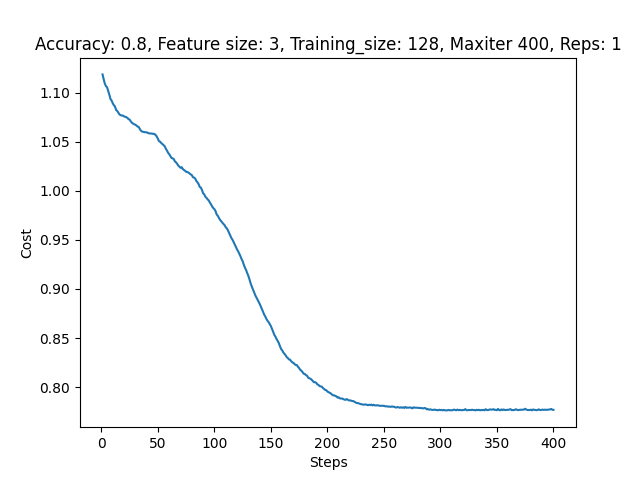 Accuracy: 0.8, Feature size: 3, Training_size: 128, Maxiter 400, Reps: 1
1.10
1.05
1.00
0.95
0.90
0.85
0.80
Cost
0 50 100 150 200 250 300 350 400
Steps